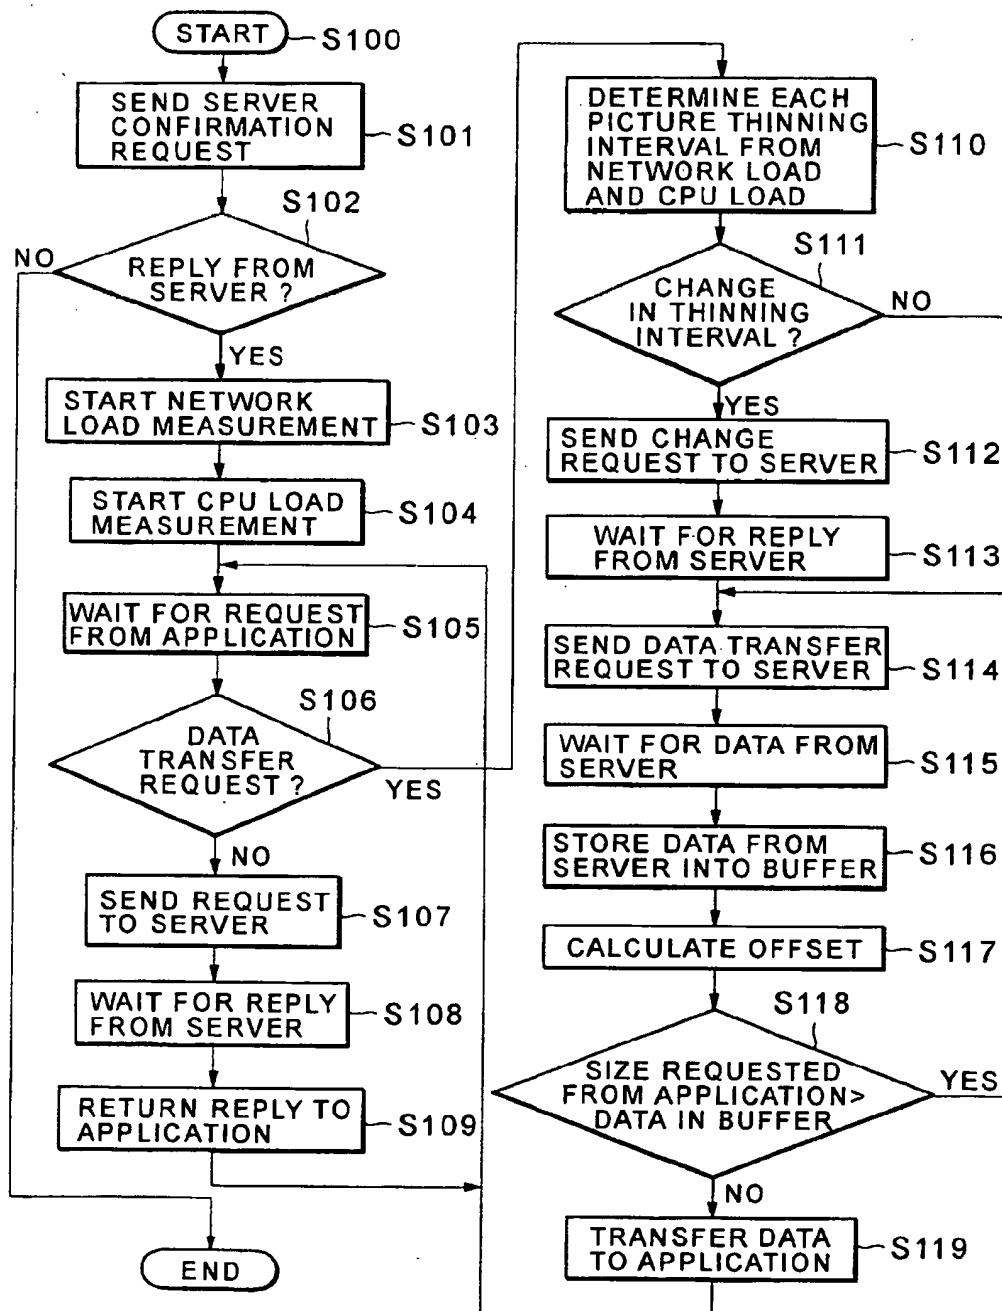 START
S100
SEND SERVER
CONFIRMATION
REQUEST
S101
S102
NO
REPLY FROM
SERVER ?
YES
START NETWORK
LOAD MEASUREMENT
S103
START CPU LOAD
MEASUREMENT
S104
WAIT FOR REQUEST
FROM APPLICATION
S105
S106
DATA
TRANSFER
REQUEST ?
YES
NO
SEND REQUEST
TO SERVER
S107
WAIT FOR REPLY
FROM SERVER
S108
RETURN REPLY TO
APPLICATION
S109
END
DETERMINE EACH
PICTURE THINNING
INTERVAL FROM
NETWORK LOAD
AND CPU LOAD
S110
S111
CHANGE
IN THINNING
INTERVAL ?
NO
YES
SEND CHANGE
REQUEST TO SERVER
S112
WAIT FOR REPLY
FROM SERVER
S113
SEND DATA TRANSFER
REQUEST TO SERVER
S114
WAIT FOR DATA FROM
SERVER
S115
STORE DATA FROM
SERVER INTO BUFFER
S116
CALCULATE OFFSET
S117
S118
SIZE REQUESTED
FROM APPLICATION>
DATA IN BUFFER
YES
NO
TRANSFER DATA
TO APPLICATION
S119